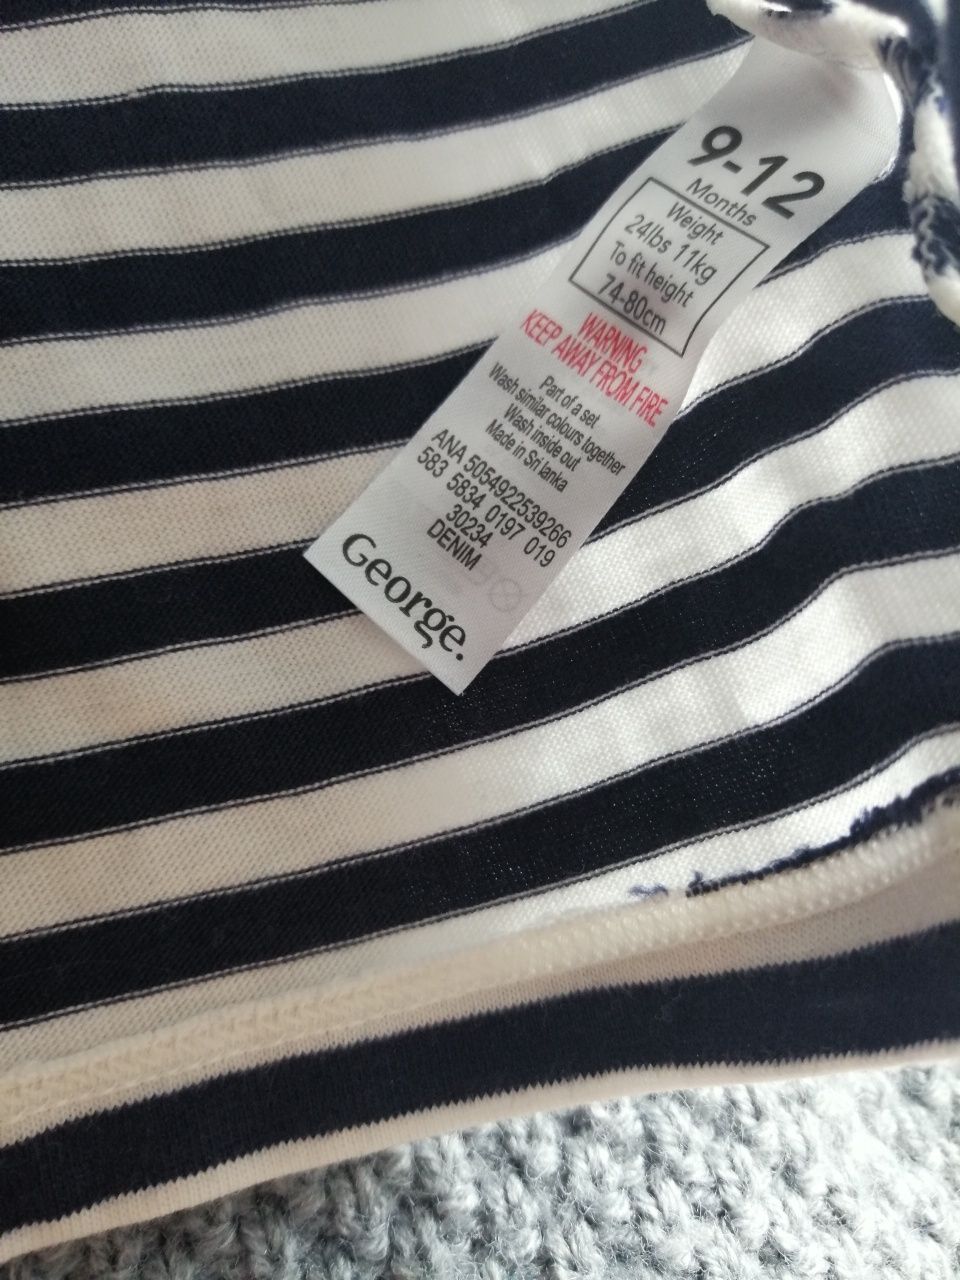 9-12
Months
Weight
24lbs 11kg
To fit height
74-80cm
WARNING
KEEP AWAY FROM FIRE
Part of a set
Wash similar colours together
Wash inside out
Made in Sri lanka
ANA 5054922539266
583 5834 0197 019
30234
DENIM
George.